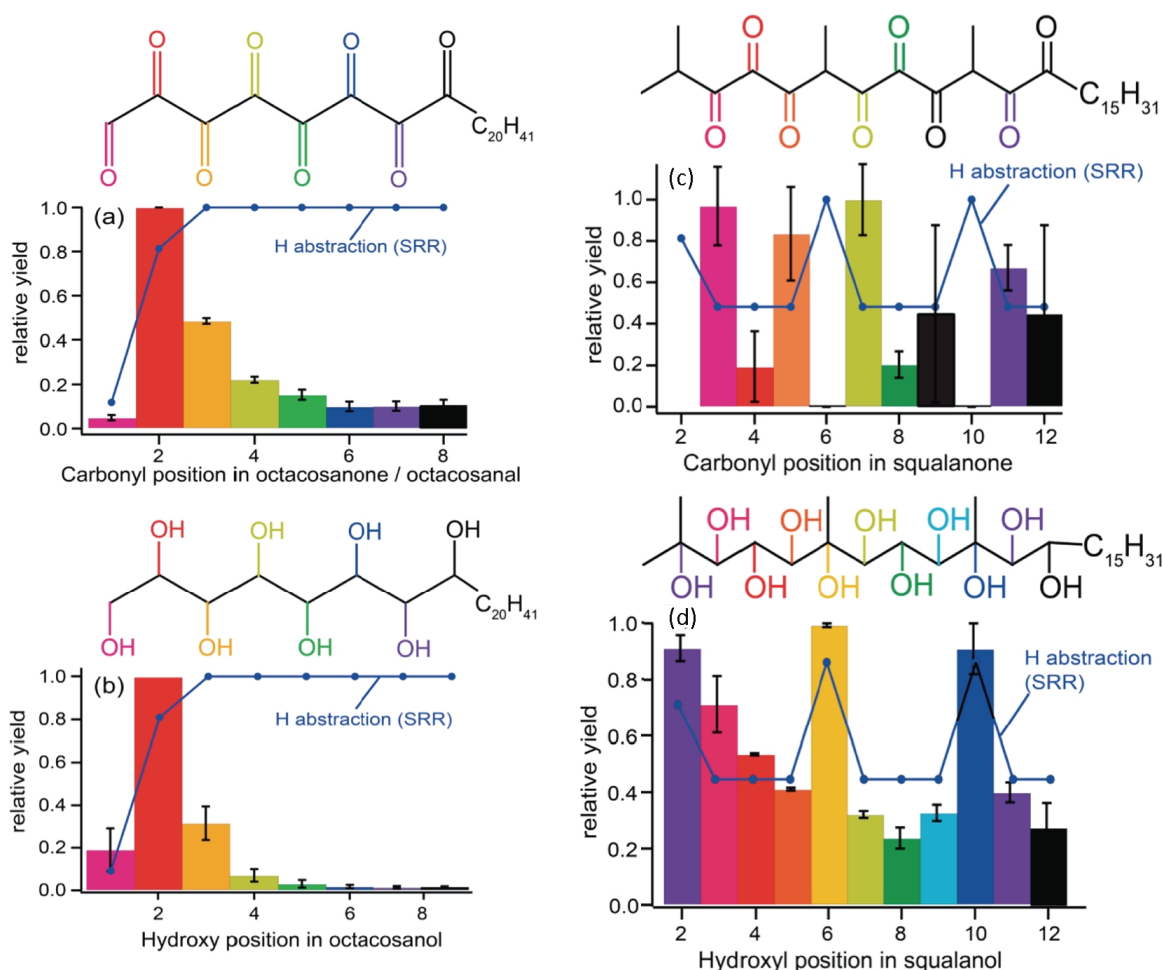 O O O O
O O O O
C20H41
(a)
H abstraction (SRR)
relative yield
1.0
0.8
0.6
0.4
0.2
0.0
2 4 6 8
Carbonyl position in octacosanone / octacosanal
OH OH OH OH
OH OH OH OH
C20H41
(b)
H abstraction (SRR)
relative yield
1.0
0.8
0.6
0.4
0.2
0.0
2 4 6 8
Hydroxy position in octacosanol
O O O
O O O O O
C15H31
(c)
H abstraction (SRR)
relative yield
1.0
0.8
0.6
0.4
0.2
0.0
2 4 6 8 10 12
Carbonyl position in squalanone
OH OH OH OH OH
OH OH OH OH OH OH
C15H31
(d)
H abstraction
(SRR)
relative yield
1.0
0.8
0.6
0.4
0.2
0.0
2 4 6 8 10 12
Hydroxyl position in squalanol